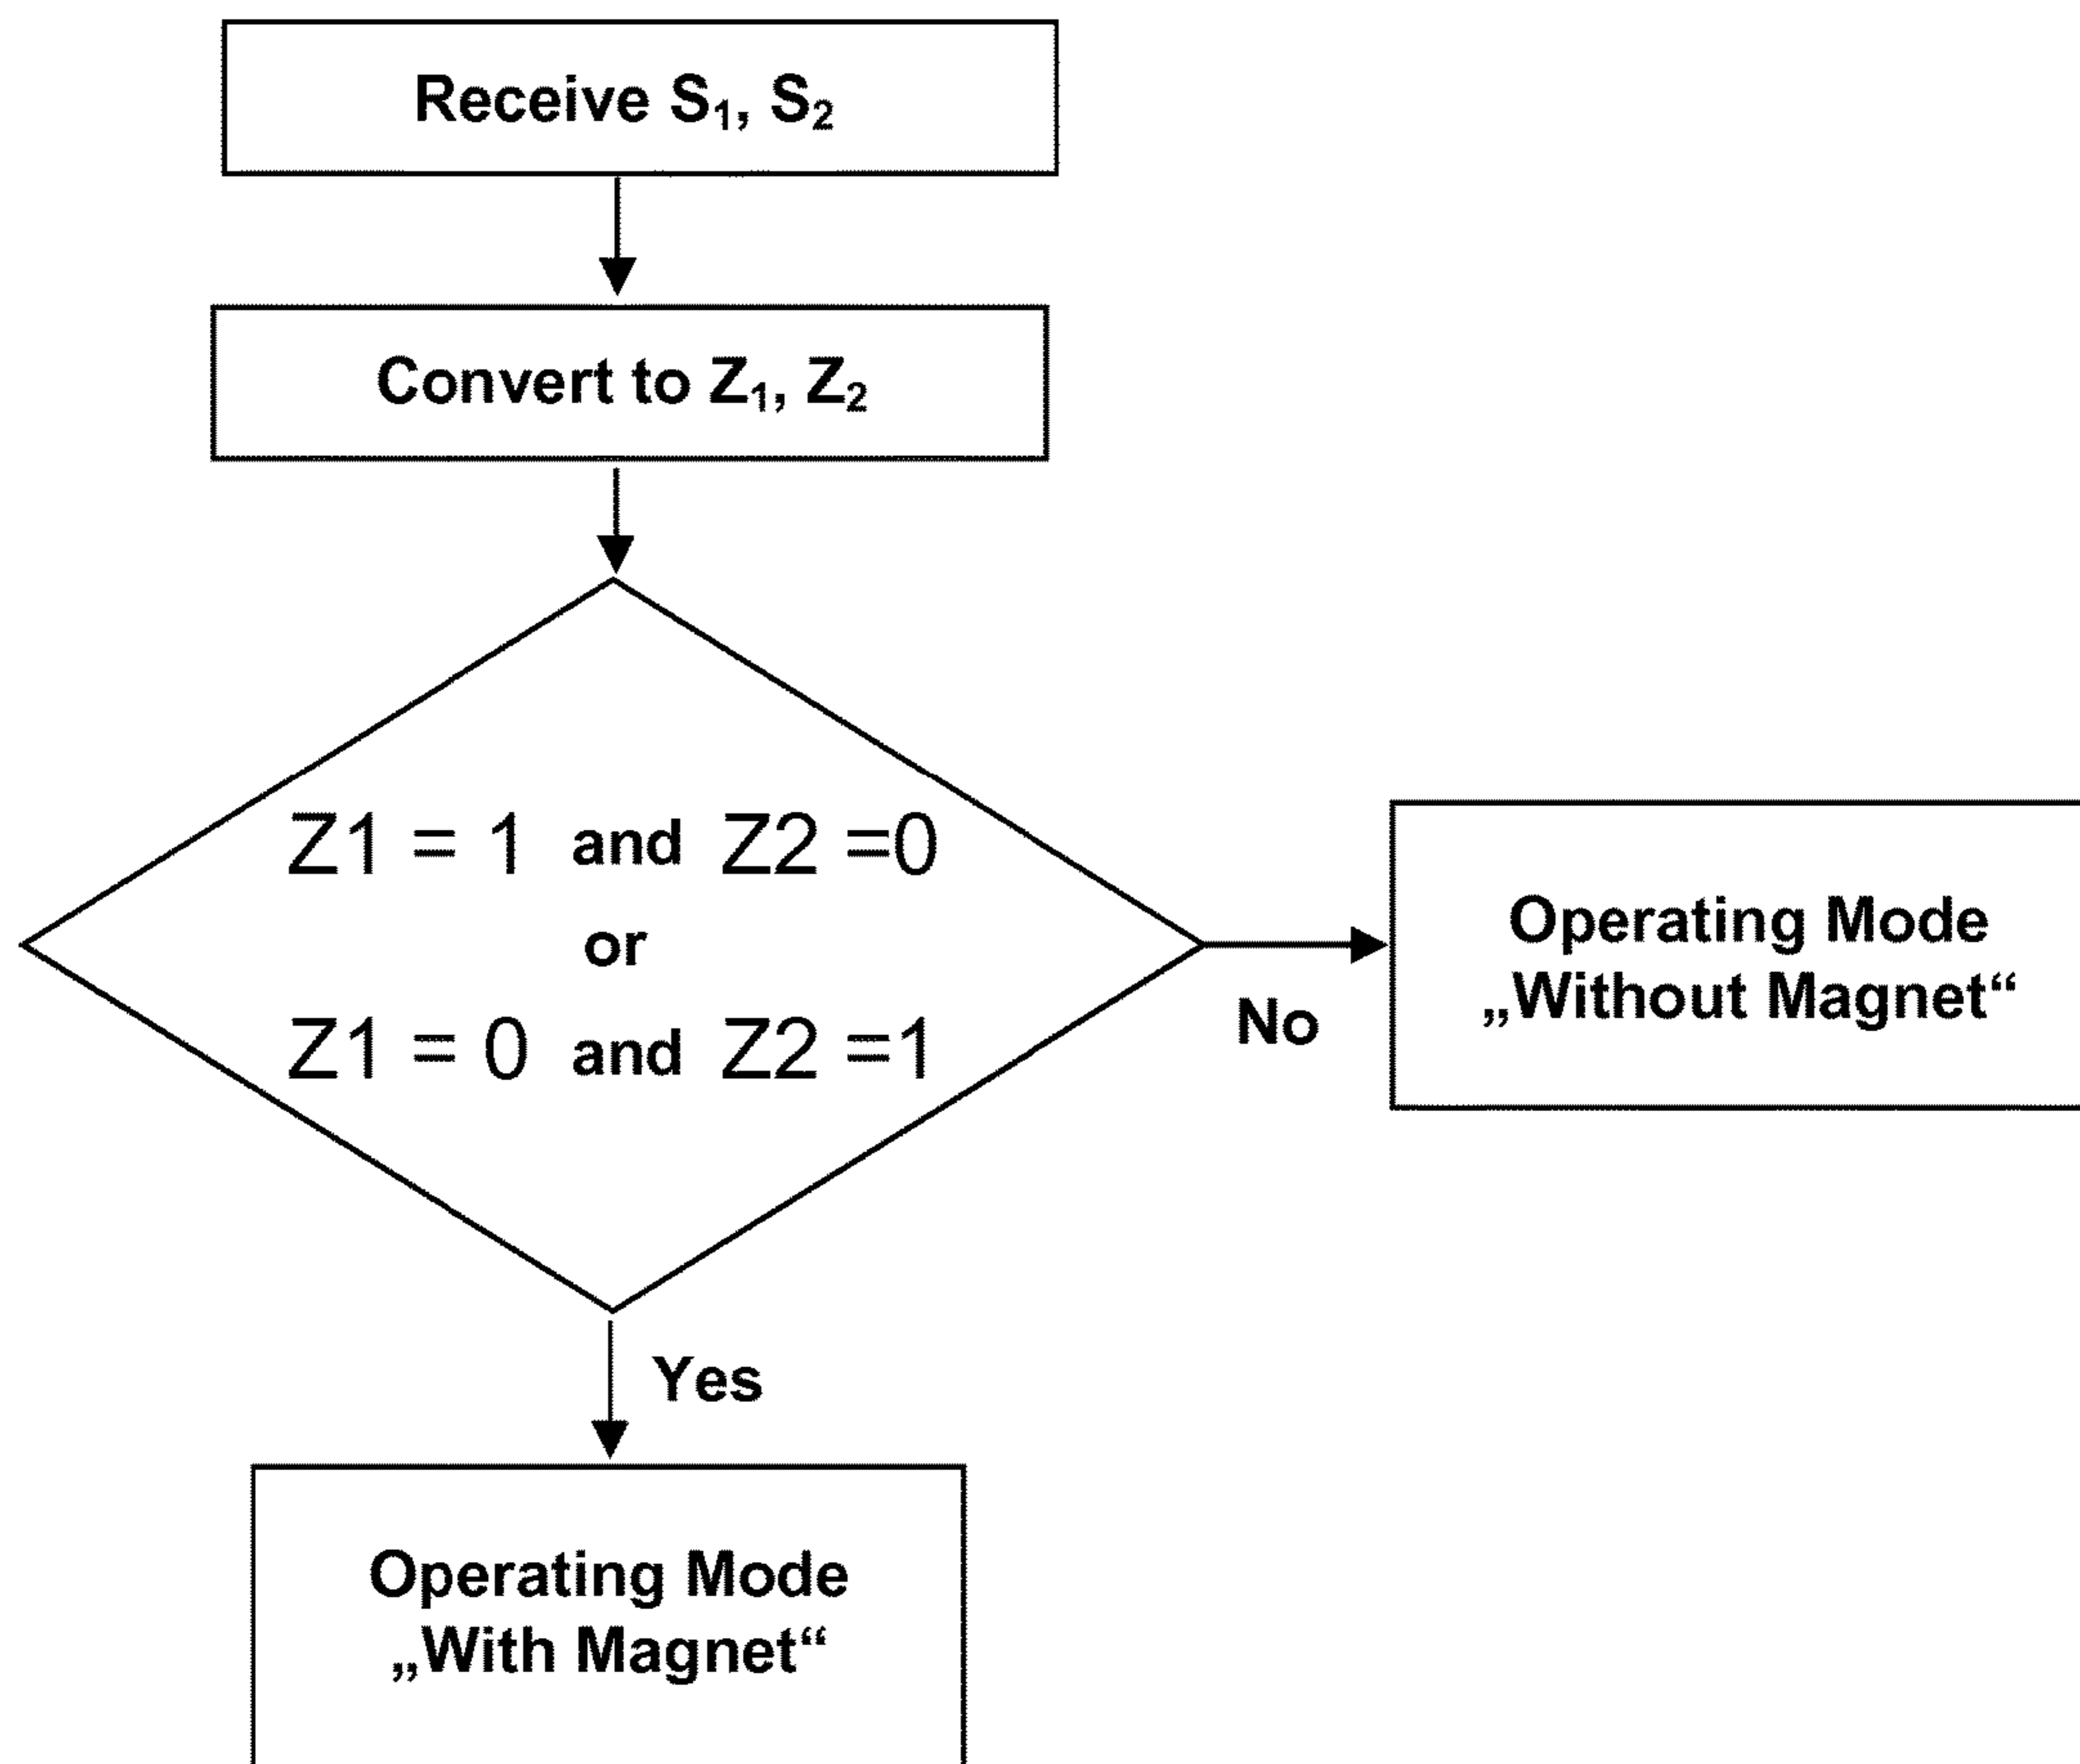 Receive S₁, S₂
Convert to Z₁, Z₂
Z1 = 1 and Z2 =0
or
Z1 = 0 and Z2 =1
No
Operating Mode
„Without Magnet“
Yes
Operating Mode
„With Magnet“